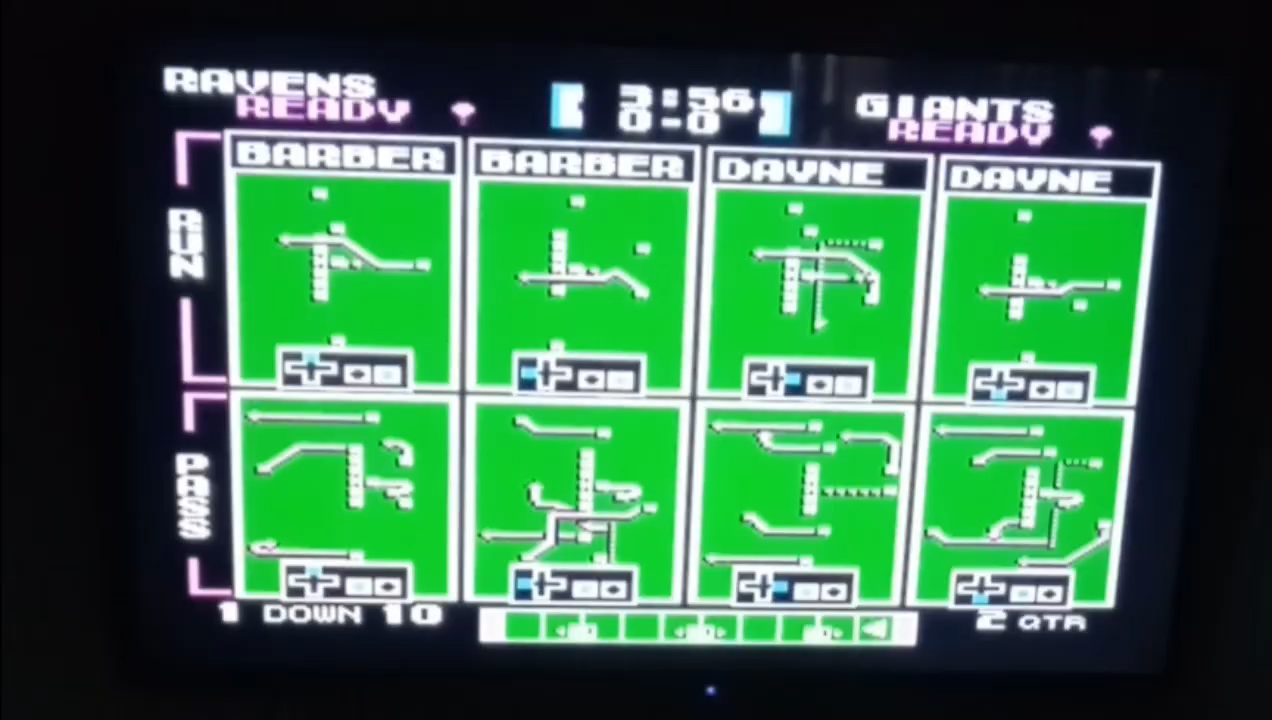 RAVENS
READY
3:56
0-0
GIANTS
READY
BARBER
BARBER
DAYNE
DAYNE
RUN
PASS
1 DOWN 10
2 QTR